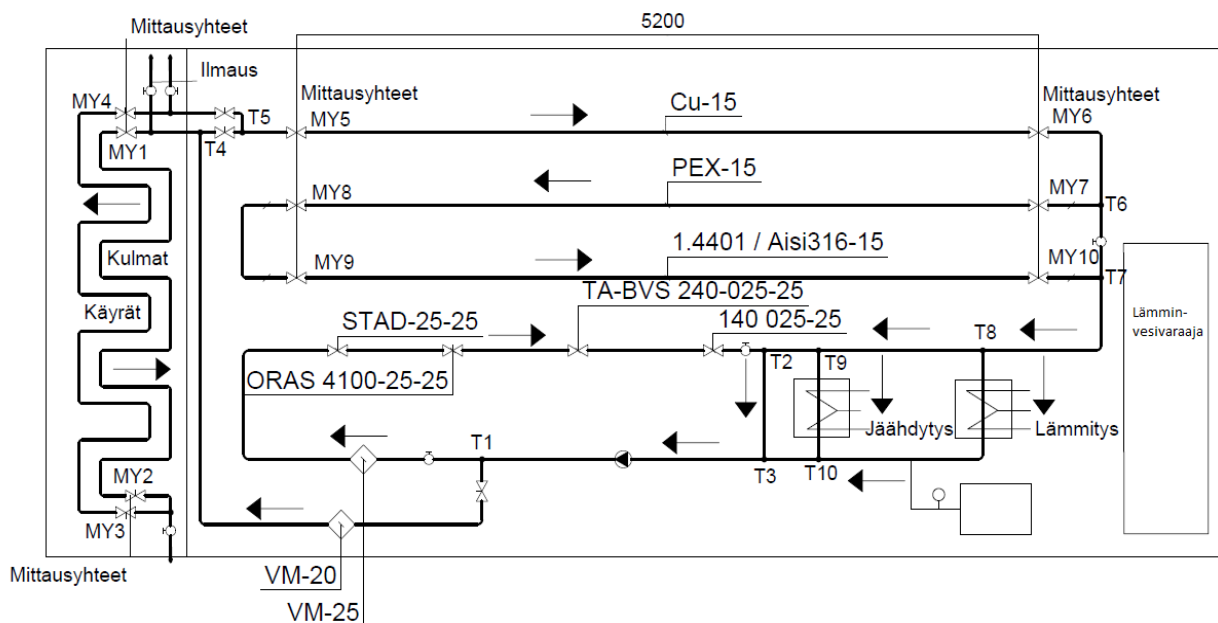 Mittausyhteet
5200
Ilmaus
MY4
Mittausyhteet
Mittausyhteet
Cu-15
T5
MY5
MY6
MY1
T4
PEX-15
MY8
MY7
T6
1.4401 / Aisi316-15
Kulmat
MY9
MY10
T7
TA-BVS 240-025-25
Käyrät
STAD-25-25
140 025-25
Lämmin-
vesivaraaja
T8
T2
T9
ORAS 4100-25-25
Jäähdytys
Lämmitys
T1
MY2
T3
T10
MY3
Mittausyhteet
VM-20
VM-25